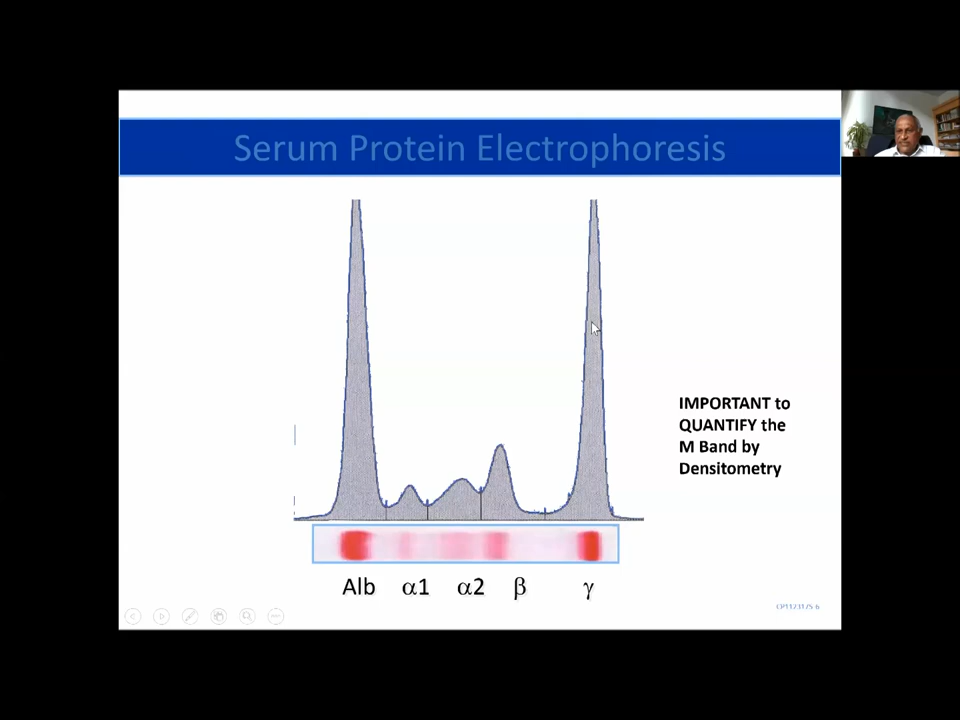 Serum Protein Electrophoresis
IMPORTANT to
QUANTIFY the
M Band by
Densitometry
Alb α1 α2 β γ